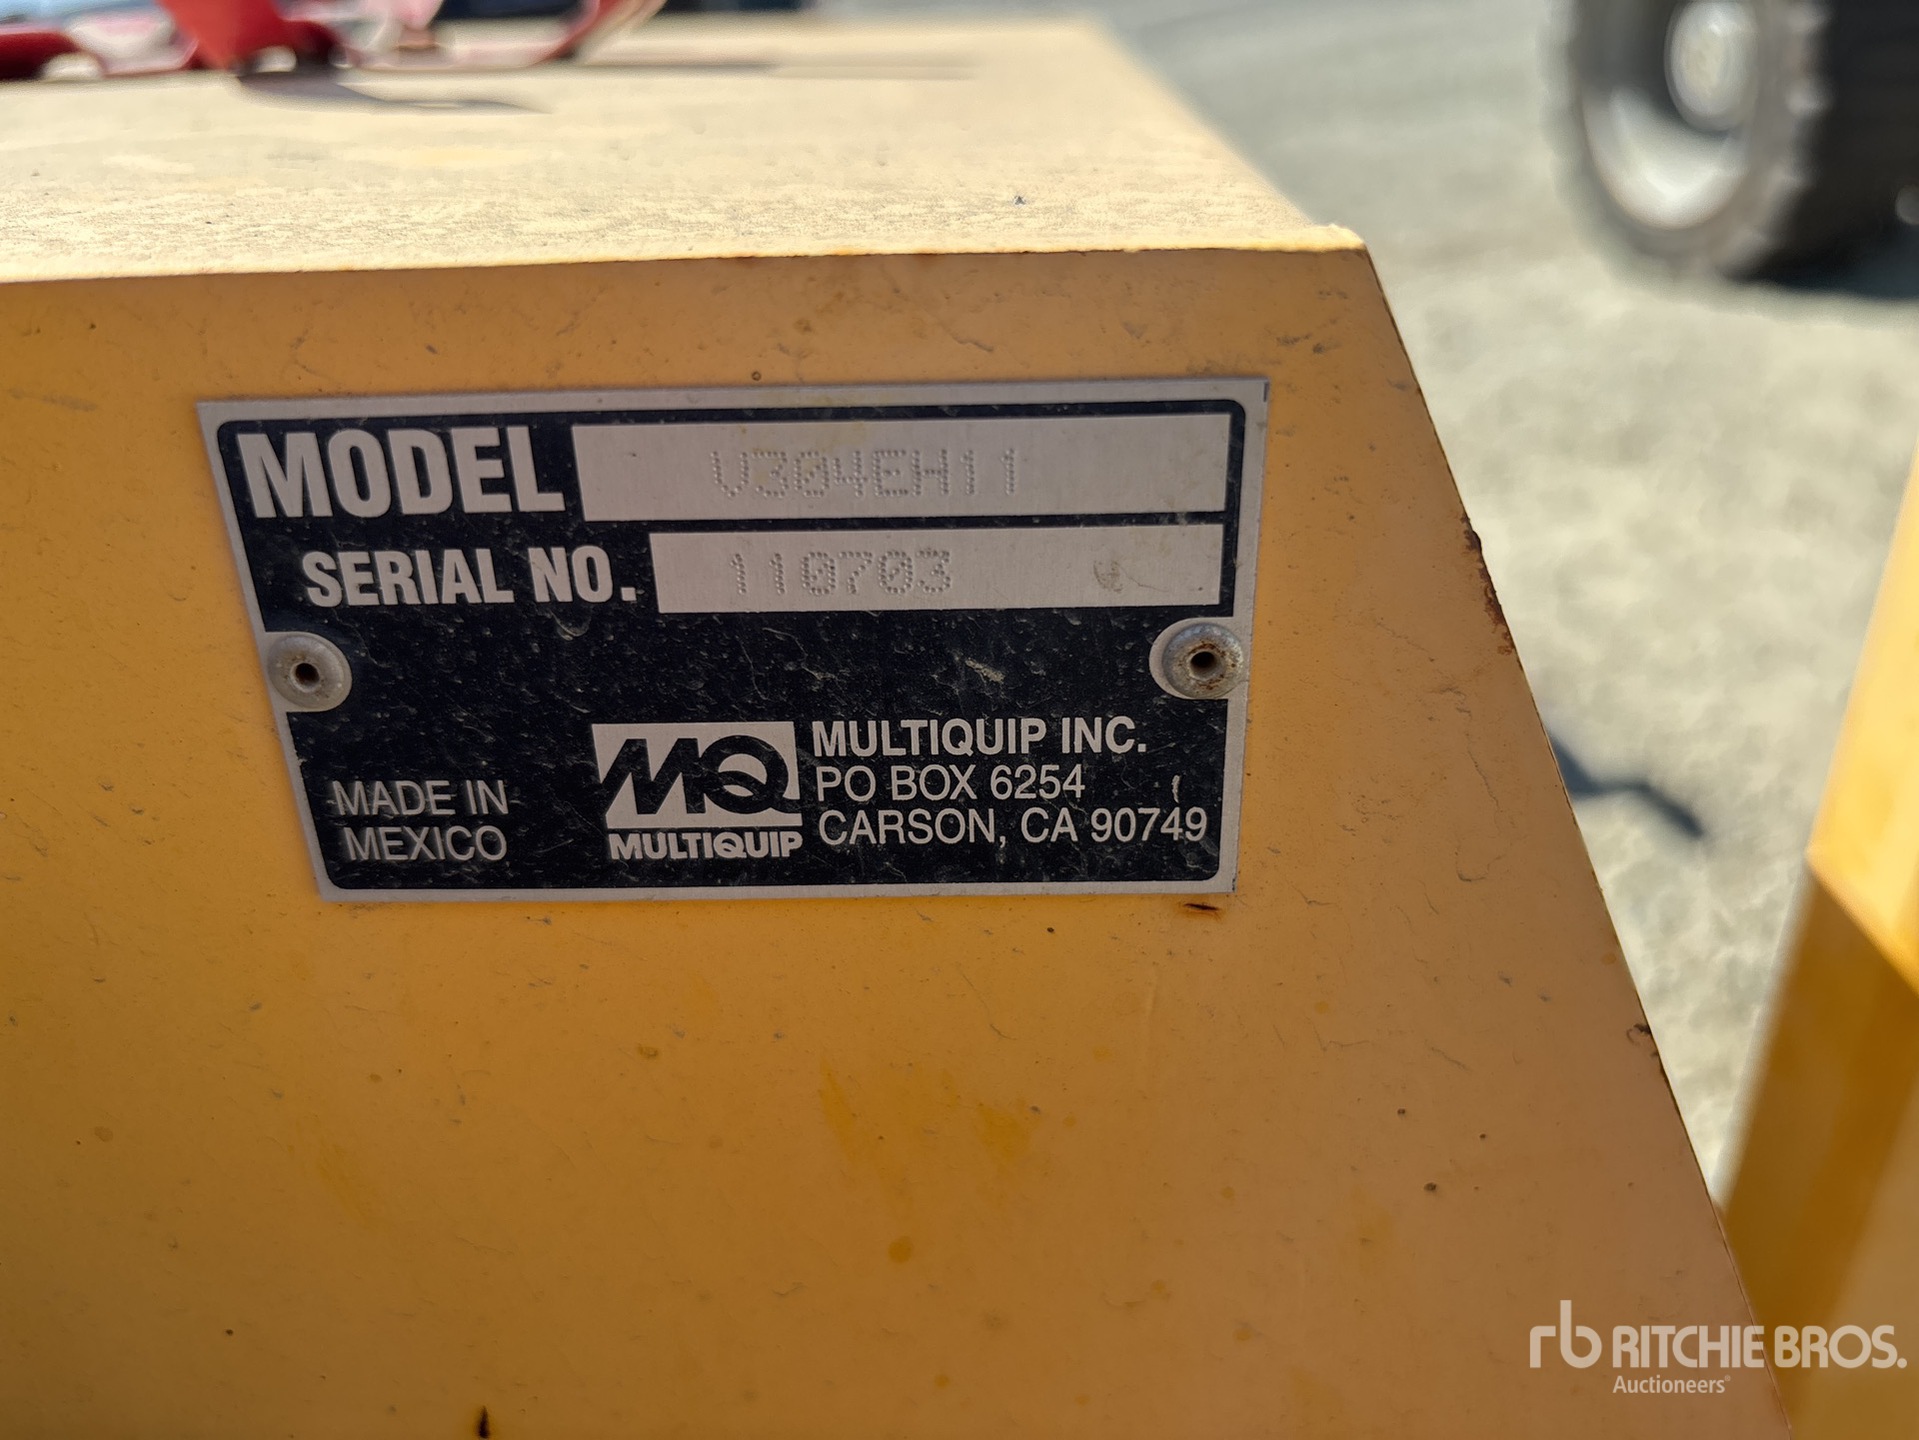 MODEL V304EH11
SERIAL NO. 110703
MADE IN
MEXICO
MQ
MULTIQUIP
MULTIQUIP INC.
PO BOX 6254
CARSON, CA 90749
rb RITCHIE BROS.
Auctioneers®